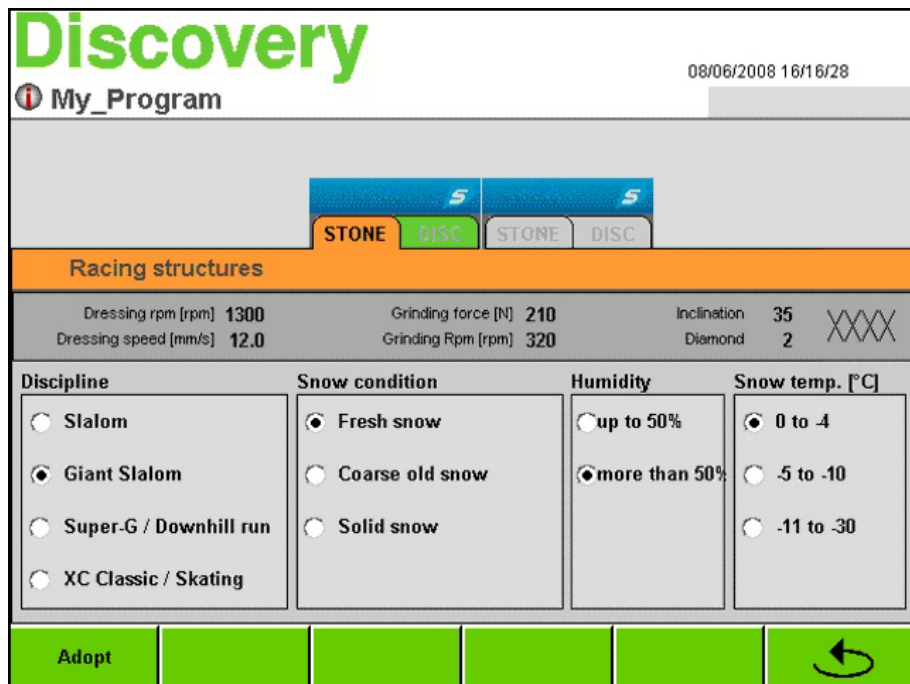 Discovery
08/06/2008 16/16/28
i My_Program
S S
STONE DISC STONE DISC
Racing structures
Dressing rpm [rpm] 1300 Grinding force [N] 210 Inclination 35
Dressing speed [mm/s] 12.0 Grinding Rpm [rpm] 320 Diamond 2 XXXX
Discipline Snow condition Humidity Snow temp. [°C]
Slalom Fresh snow up to 50% 0 to -4
Giant Slalom Coarse old snow more than 50% -5 to -10
Super-G / Downhill run Solid snow -11 to -30
XC Classic / Skating
Adopt